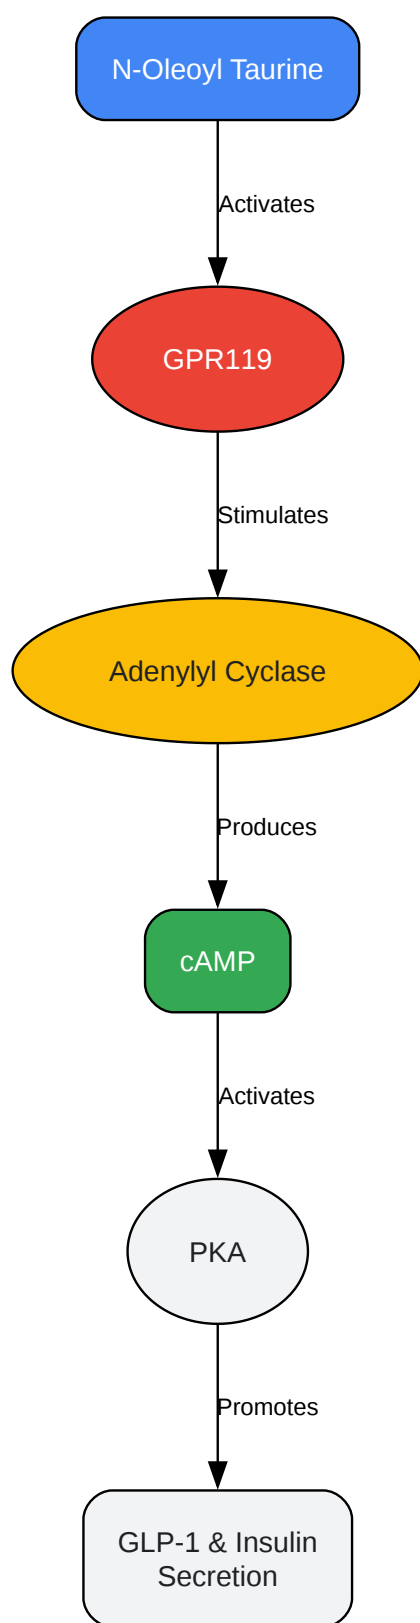 N-Oleoyl Taurine
Activates
GPR119
Stimulates
Adenylyl Cyclase
Produces
cAMP
Activates
PKA
Promotes
GLP-1 & Insulin
Secretion